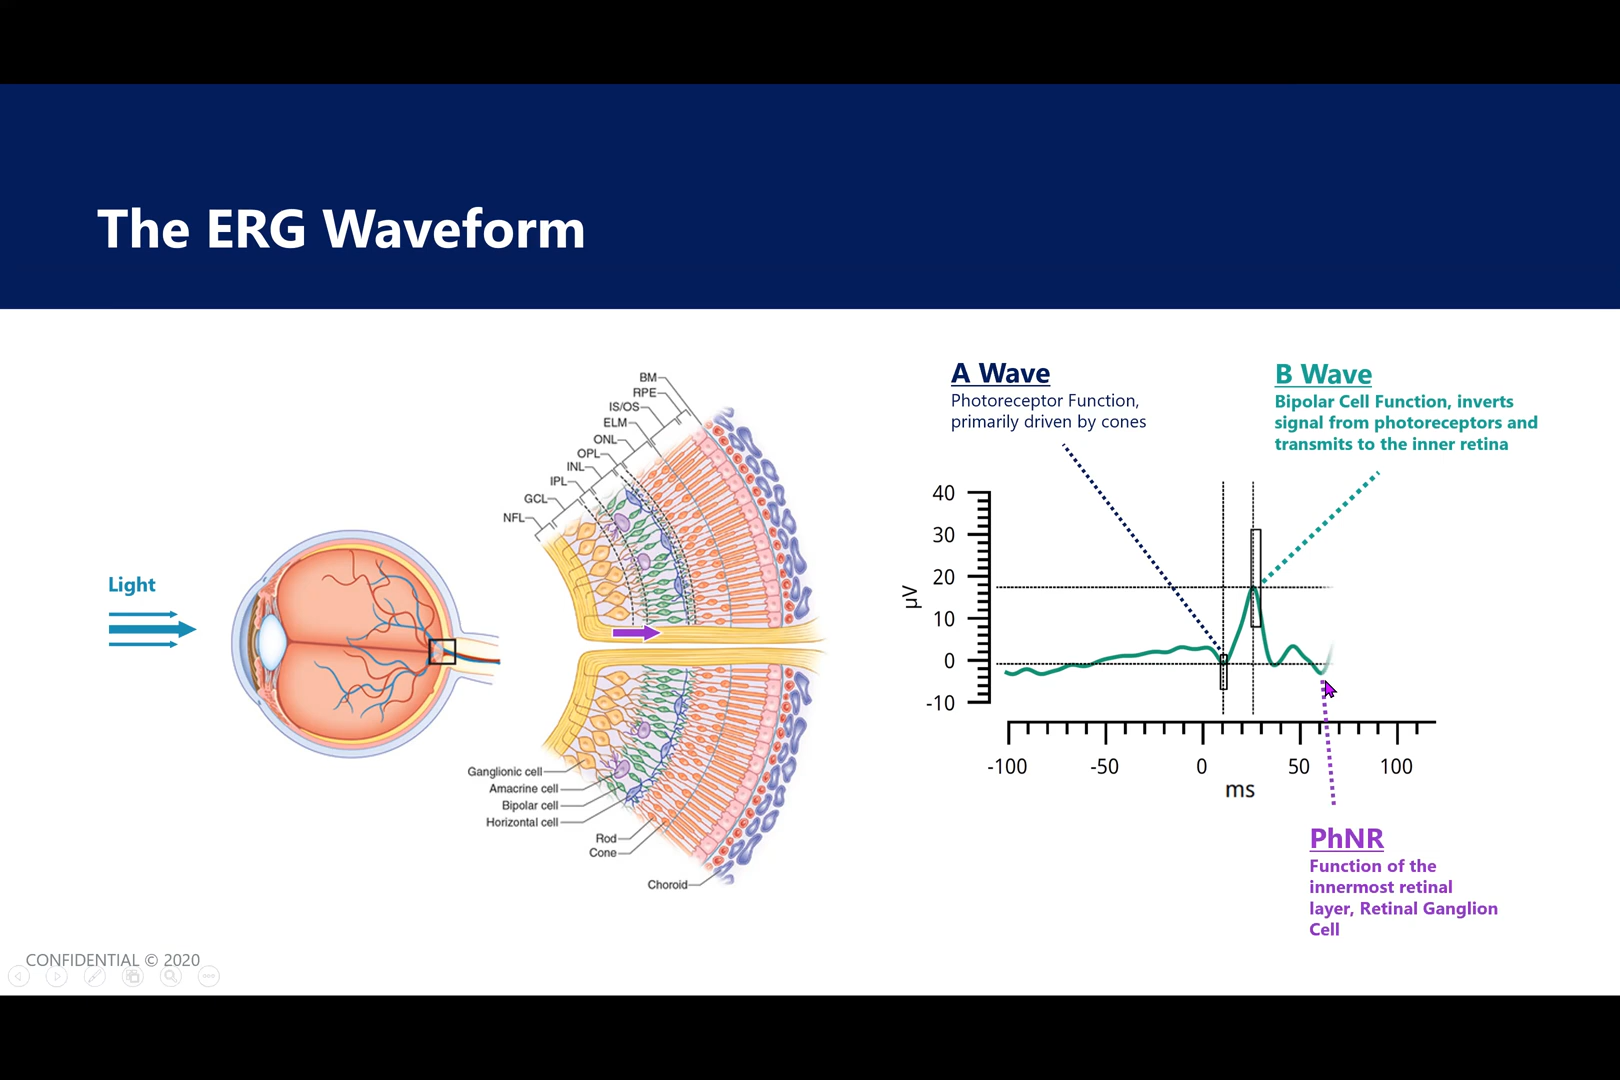 The ERG Waveform
Light
BM
RPE
IS/OS
ELM
ONL
OPL
INL
IPL
GCL
NFL
Ganglionic cell
Amacrine cell
Bipolar cell
Horizontal cell
Rod
Cone
Choroid
A Wave
Photoreceptor Function,
primarily driven by cones
B Wave
Bipolar Cell Function, inverts
signal from photoreceptors and
transmits to the inner retina
40
30
20
10
0
-10
µV
-100 -50 0 50 100
ms
PhNR
Function of the
innermost retinal
layer, Retinal Ganglion
Cell
CONFIDENTIAL © 2020